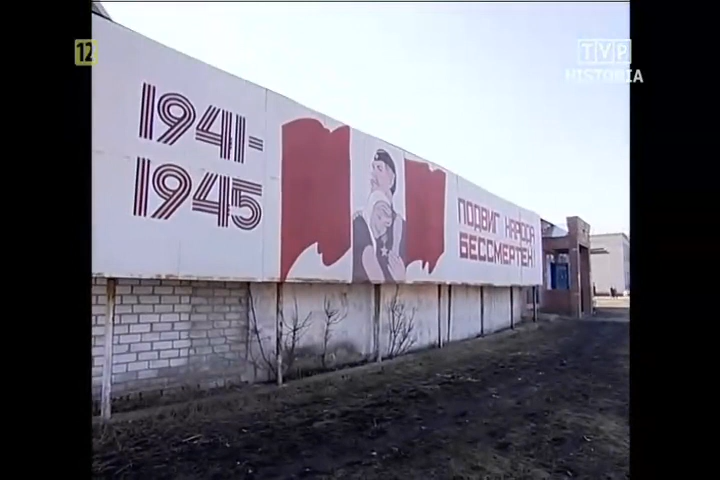 12
TVP
HISTORIA
1941-
1945
ПОДВИГ НАРОДА
БЕССМЕРТЕН!